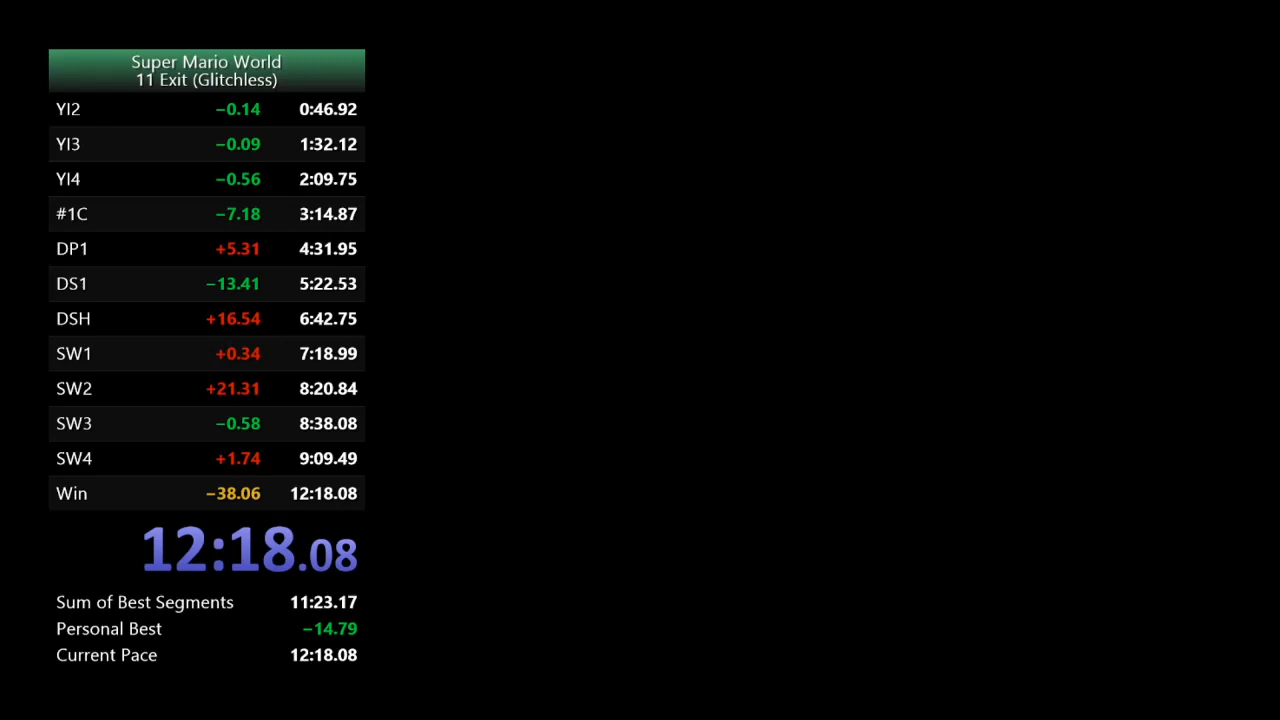 Super Mario World
11 Exit (Glitchless)
YI2 −0.14 0:46.92
YI3 −0.09 1:32.12
YI4 −0.56 2:09.75
#1C −7.18 3:14.87
DP1 +5.31 4:31.95
DS1 −13.41 5:22.53
DSH +16.54 6:42.75
SW1 +0.34 7:18.99
SW2 +21.31 8:20.84
SW3 −0.58 8:38.08
SW4 +1.74 9:09.49
Win −38.06 12:18.08
12:18.08
Sum of Best Segments 11:23.17
Personal Best −14.79
Current Pace 12:18.08